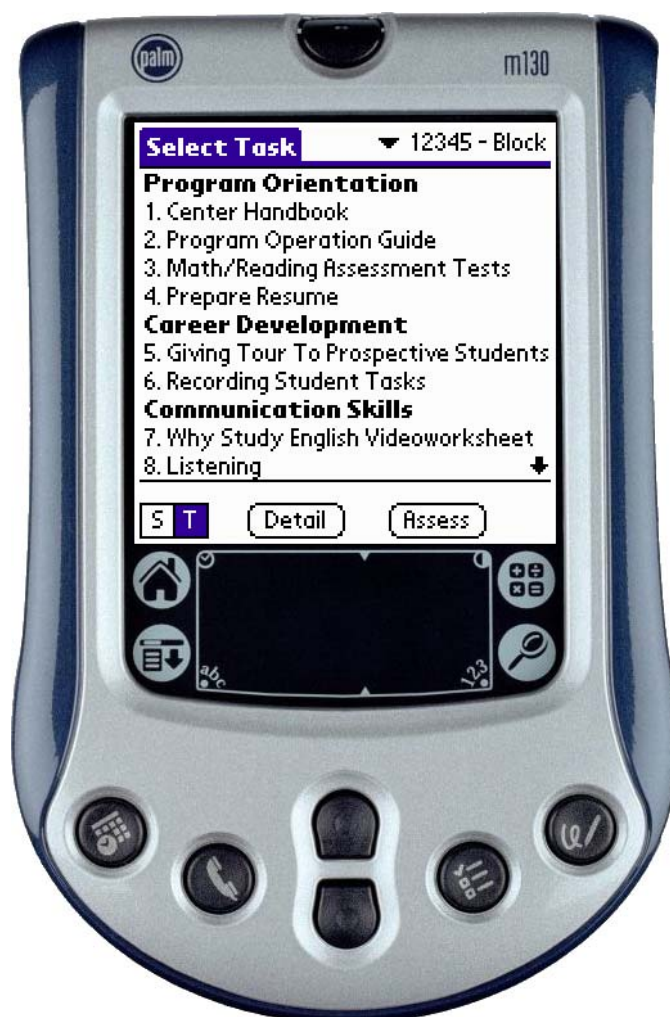 palm
m130
Select Task 12345 - Block
Program Orientation
1. Center Handbook
2. Program Operation Guide
3. Math/Reading Assessment Tests
4. Prepare Resume
Career Development
5. Giving Tour To Prospective Students
6. Recording Student Tasks
Communication Skills
7. Why Study English Videoworksheet
8. Listening
S T Detail Assess
abc 123